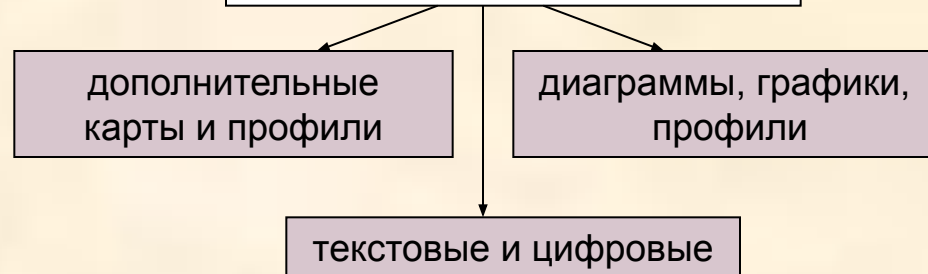 дополнительные
карты и профили
диаграммы, графики,
профили
текстовые и цифровые